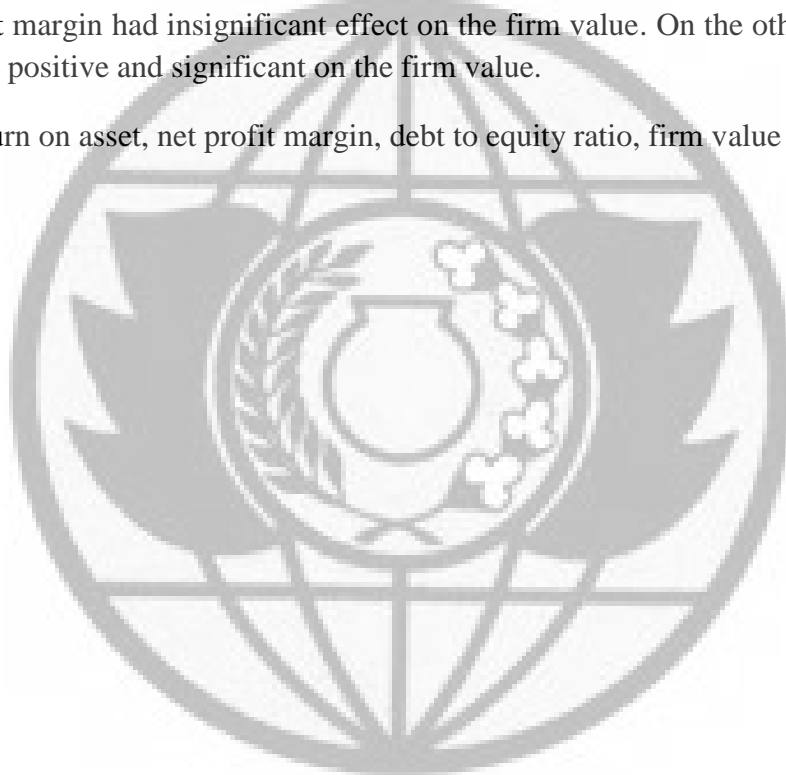 t margin had insignificant effect on the firm value. On the oth
positive and significant on the firm value.
urn on asset, net profit margin, debt to equity ratio, firm value